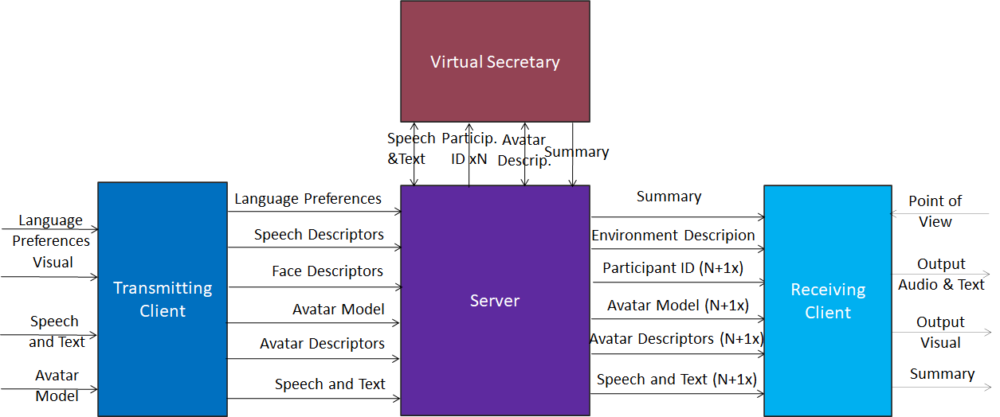 Virtual Secretary
Speech
&Text
Particip.
ID xN
Avatar
Descrip.
Summary
Language
Preferences
Visual
Speech
and Text
Avatar
Model
Transmitting
Client
Language Preferences
Speech Descriptors
Face Descriptors
Avatar Model
Avatar Descriptors
Speech and Text
Server
Summary
Environment Descripion
Participant ID (N+1x)
Avatar Model (N+1x)
Avatar Descriptors (N+1x)
Speech and Text (N+1x)
Receiving
Client
Point of
View
Output
Audio & Text
Output
Visual
Summary